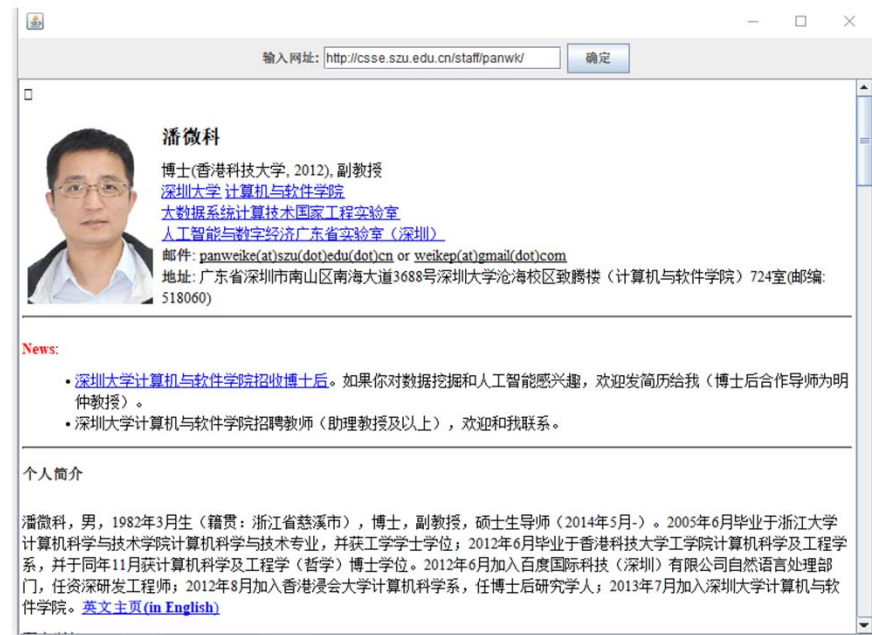 输入网址: http://csse.szu.edu.cn/staff/panwk/ 确定
潘微科
博士(香港科技大学, 2012), 副教授
深圳大学 计算机与软件学院
大数据系统计算技术国家工程实验室
人工智能与数字经济广东省实验室（深圳）
邮件: panweike(at)szu(dot)edu(dot)cn or weikep(at)gmail(dot)com
地址: 广东省深圳市南山区南海大道3688号深圳大学沧海校区致腾楼（计算机与软件学院）724室(邮编:
518060)
News:
• 深圳大学计算机与软件学院招收博士后。如果你对数据挖掘和人工智能感兴趣，欢迎发简历给我（博士后合作导师为明
仲教授）。
• 深圳大学计算机与软件学院招聘教师（助理教授及以上），欢迎和我联系。
个人简介
潘微科，男，1982年3月生（籍贯：浙江省慈溪市），博士，副教授，硕士生导师（2014年5月-）。2005年6月毕业于浙江大学
计算机科学与技术学院计算机科学与技术专业，并获工学学士学位；2012年6月毕业于香港科技大学工学院计算机科学及工程学
系，并于同年11月获计算机科学及工程学（哲学）博士学位。2012年6月加入百度国际科技（深圳）有限公司自然语言处理部
门，任资深研发工程师；2012年8月加入香港浸会大学计算机科学系，任博士后研究学人；2013年7月加入深圳大学计算机与软
件学院。英文主页(in English)